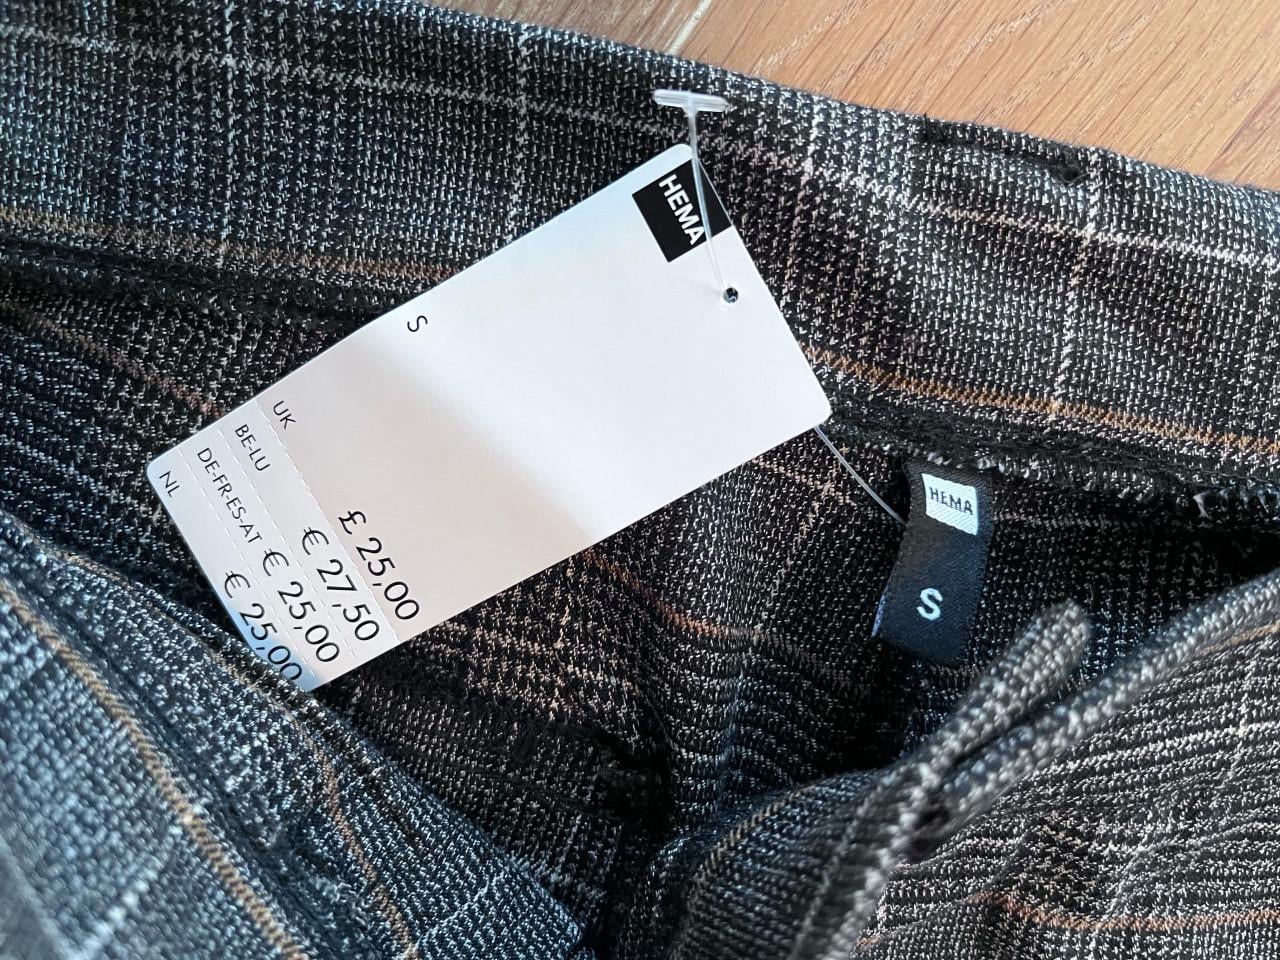 HEMA
S
UK £ 25,00
BE-LU € 27,50
DE-FR-ES-AT € 25,00
NL € 25,00
HEMA
S